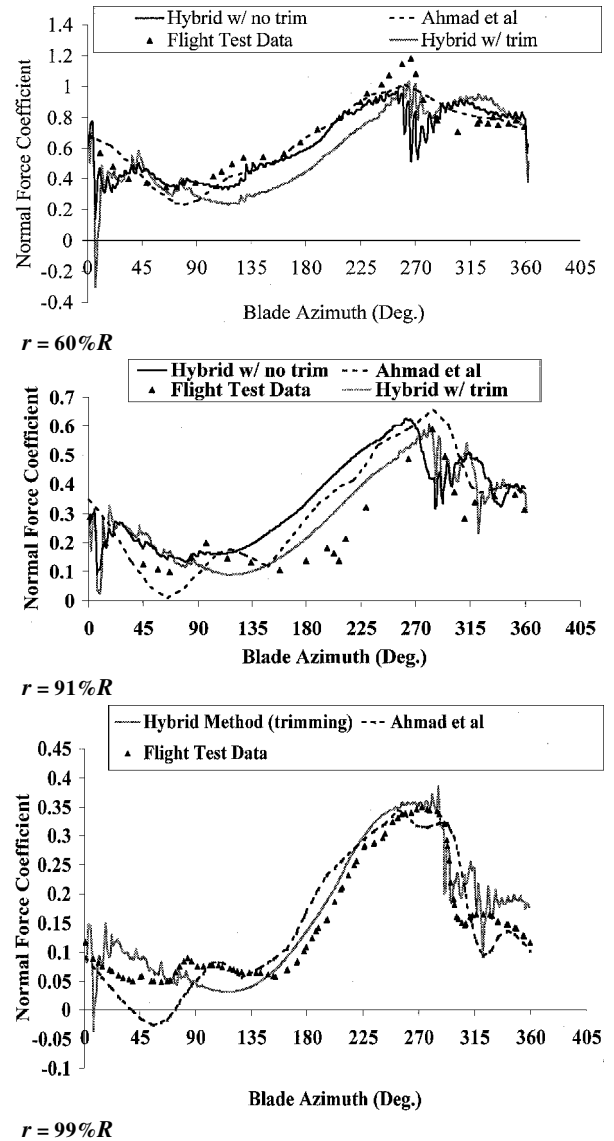 Hybrid w/ no trim Ahmad et al
Flight Test Data Hybrid w/ trim
Normal Force Coefficient
1.4
1.2
1
0.8
0.6
0.4
0.2
0
-0.2
-0.4
0 45 90 135 180 225 270 315 360 405
Blade Azimuth (Deg.)
r = 60%R
Hybrid w/ no trim Ahmad et al
Flight Test Data Hybrid w/ trim
Normal Force Coefficient
0.7
0.6
0.5
0.4
0.3
0.2
0.1
0
0 45 90 135 180 225 270 315 360 405
Blade Azimuth (Deg.)
r = 91%R
Hybrid Method (trimming) Ahmad et al
Flight Test Data
Normal Force Coefficient
0.45
0.4
0.35
0.3
0.25
0.2
0.15
0.1
0.05
0
-0.05
-0.1
0 45 90 135 180 225 270 315 360 405
Blade Azimuth (Deg.)
r = 99%R